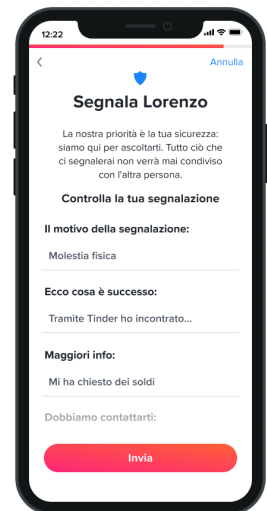 12:22
Annulla
Segnala Lorenzo
La nostra priorità è la tua sicurezza:
siamo qui per ascoltarti. Tutto ciò che
ci segnalerai non verrà mai condiviso
con l'altra persona.
Controlla la tua segnalazione
Il motivo della segnalazione:
Molestia fisica
Ecco cosa è successo:
Tramite Tinder ho incontrato...
Maggiori info:
Mi ha chiesto dei soldi
Dobbiamo contattarti:
Invia